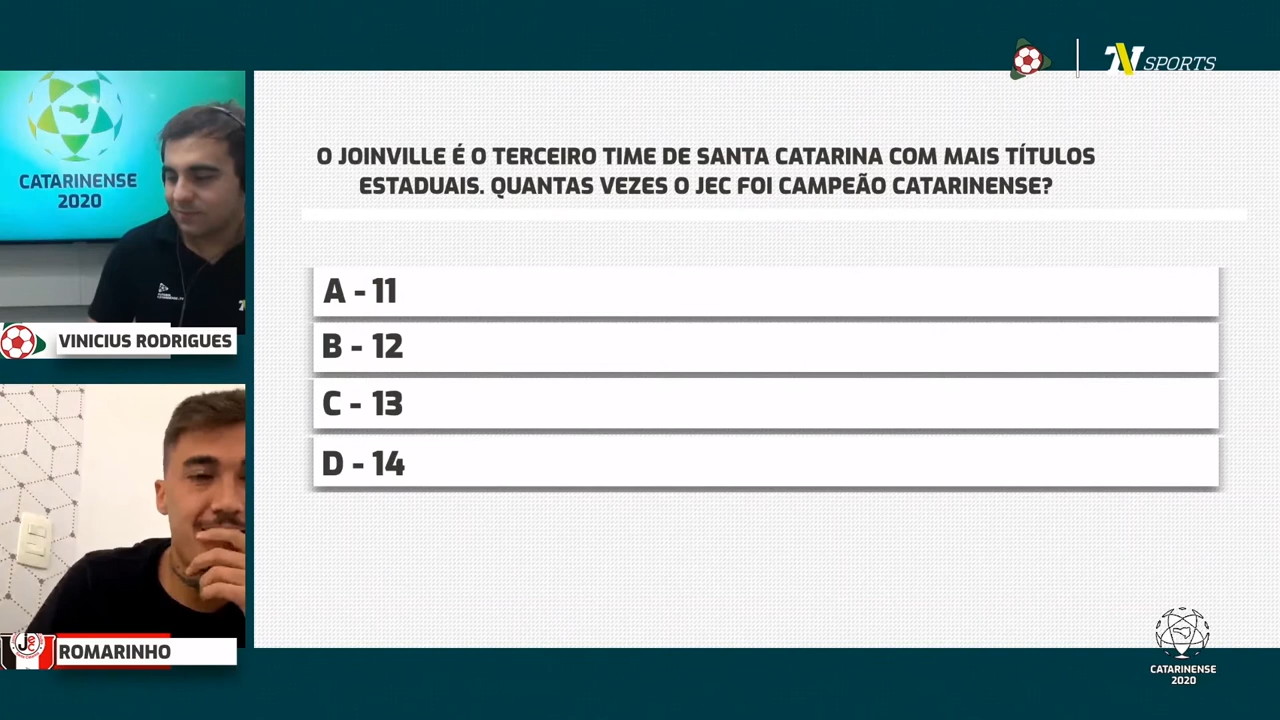 NSPORTS
O JOINVILLE É O TERCEIRO TIME DE SANTA CATARINA COM MAIS TÍTULOS
ESTADUAIS. QUANTAS VEZES O JEC FOI CAMPEÃO CATARINENSE?
A - 11
B - 12
C - 13
D - 14
CATARINENSE
2020
VINICIUS RODRIGUES
ROMARINHO
CATARINENSE
2020